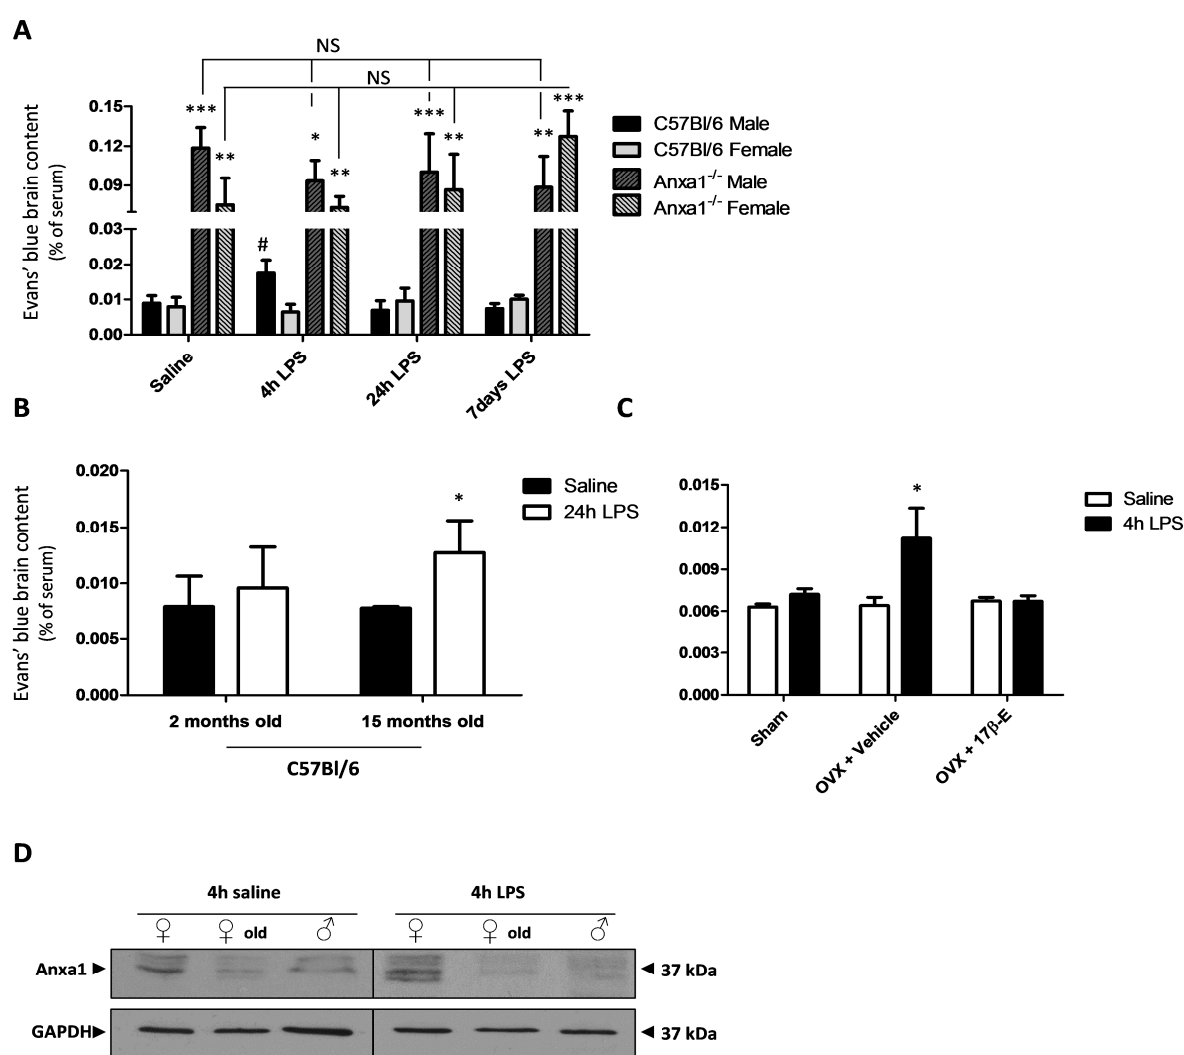 A
NS
NS
Evans’ blue brain content
(% of serum)
0.15
0.12
0.09
0.03
0.02
0.01
0.00
***
**
#
*
**
***
**
**
***
C57Bl/6 Male
C57Bl/6 Female
Anxa1-/- Male
Anxa1-/- Female
Saline
4h LPS
24h LPS
7days LPS
B
Evans’ blue brain content
(% of serum)
0.020
0.015
0.010
0.005
0.000
*
Saline
24h LPS
2 months old
15 months old
C57Bl/6
C
0.015
0.012
0.009
0.006
0.003
0.000
*
Saline
4h LPS
Sham
OVX + Vehicle
OVX + 17β-E
D
4h saline
4h LPS
♀ ♀ old ♂ ♀ ♀ old ♂
Anxa1 37 kDa
GAPDH 37 kDa